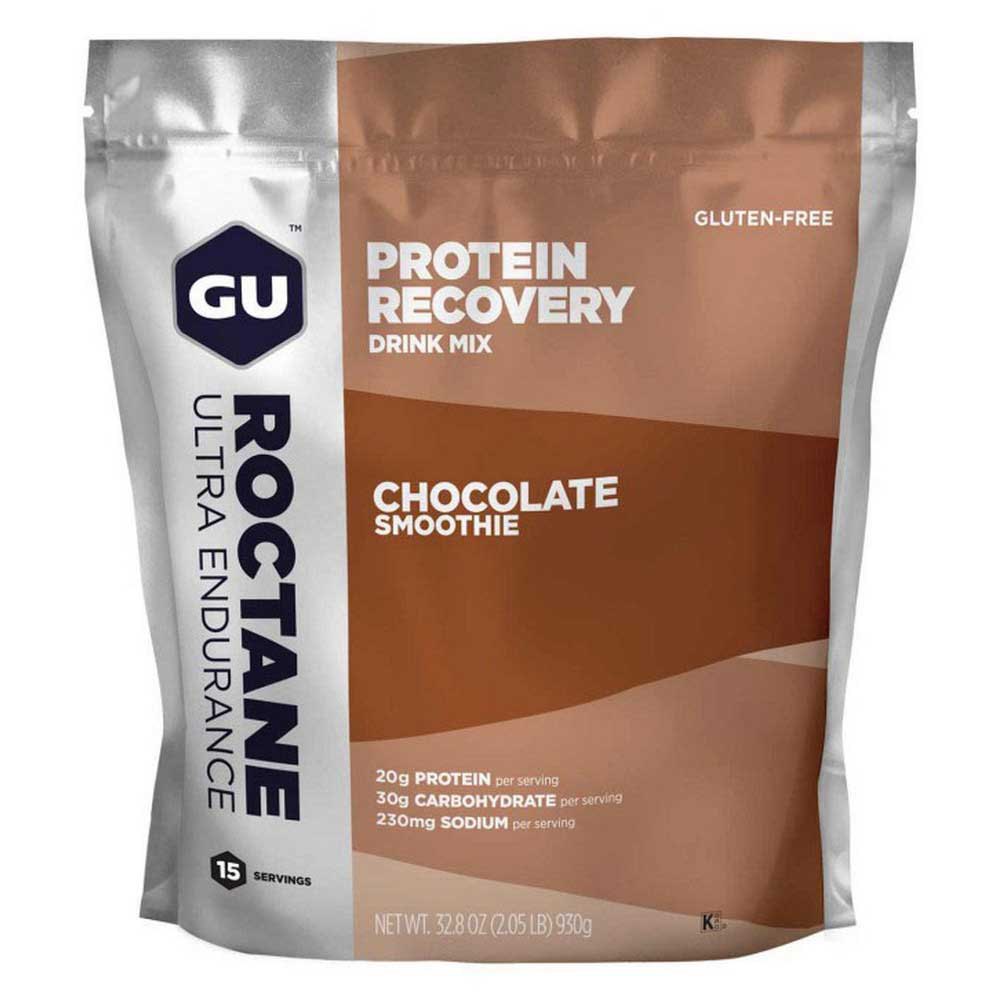 GU
™
ROCTANE
ULTRA ENDURANCE
15 SERVINGS
GLUTEN-FREE
PROTEIN
RECOVERY
DRINK MIX
CHOCOLATE
SMOOTHIE
20g PROTEIN per serving
30g CARBOHYDRATE per serving
230mg SODIUM per serving
NET WT. 32.8 OZ (2.05 LB) 930g
K